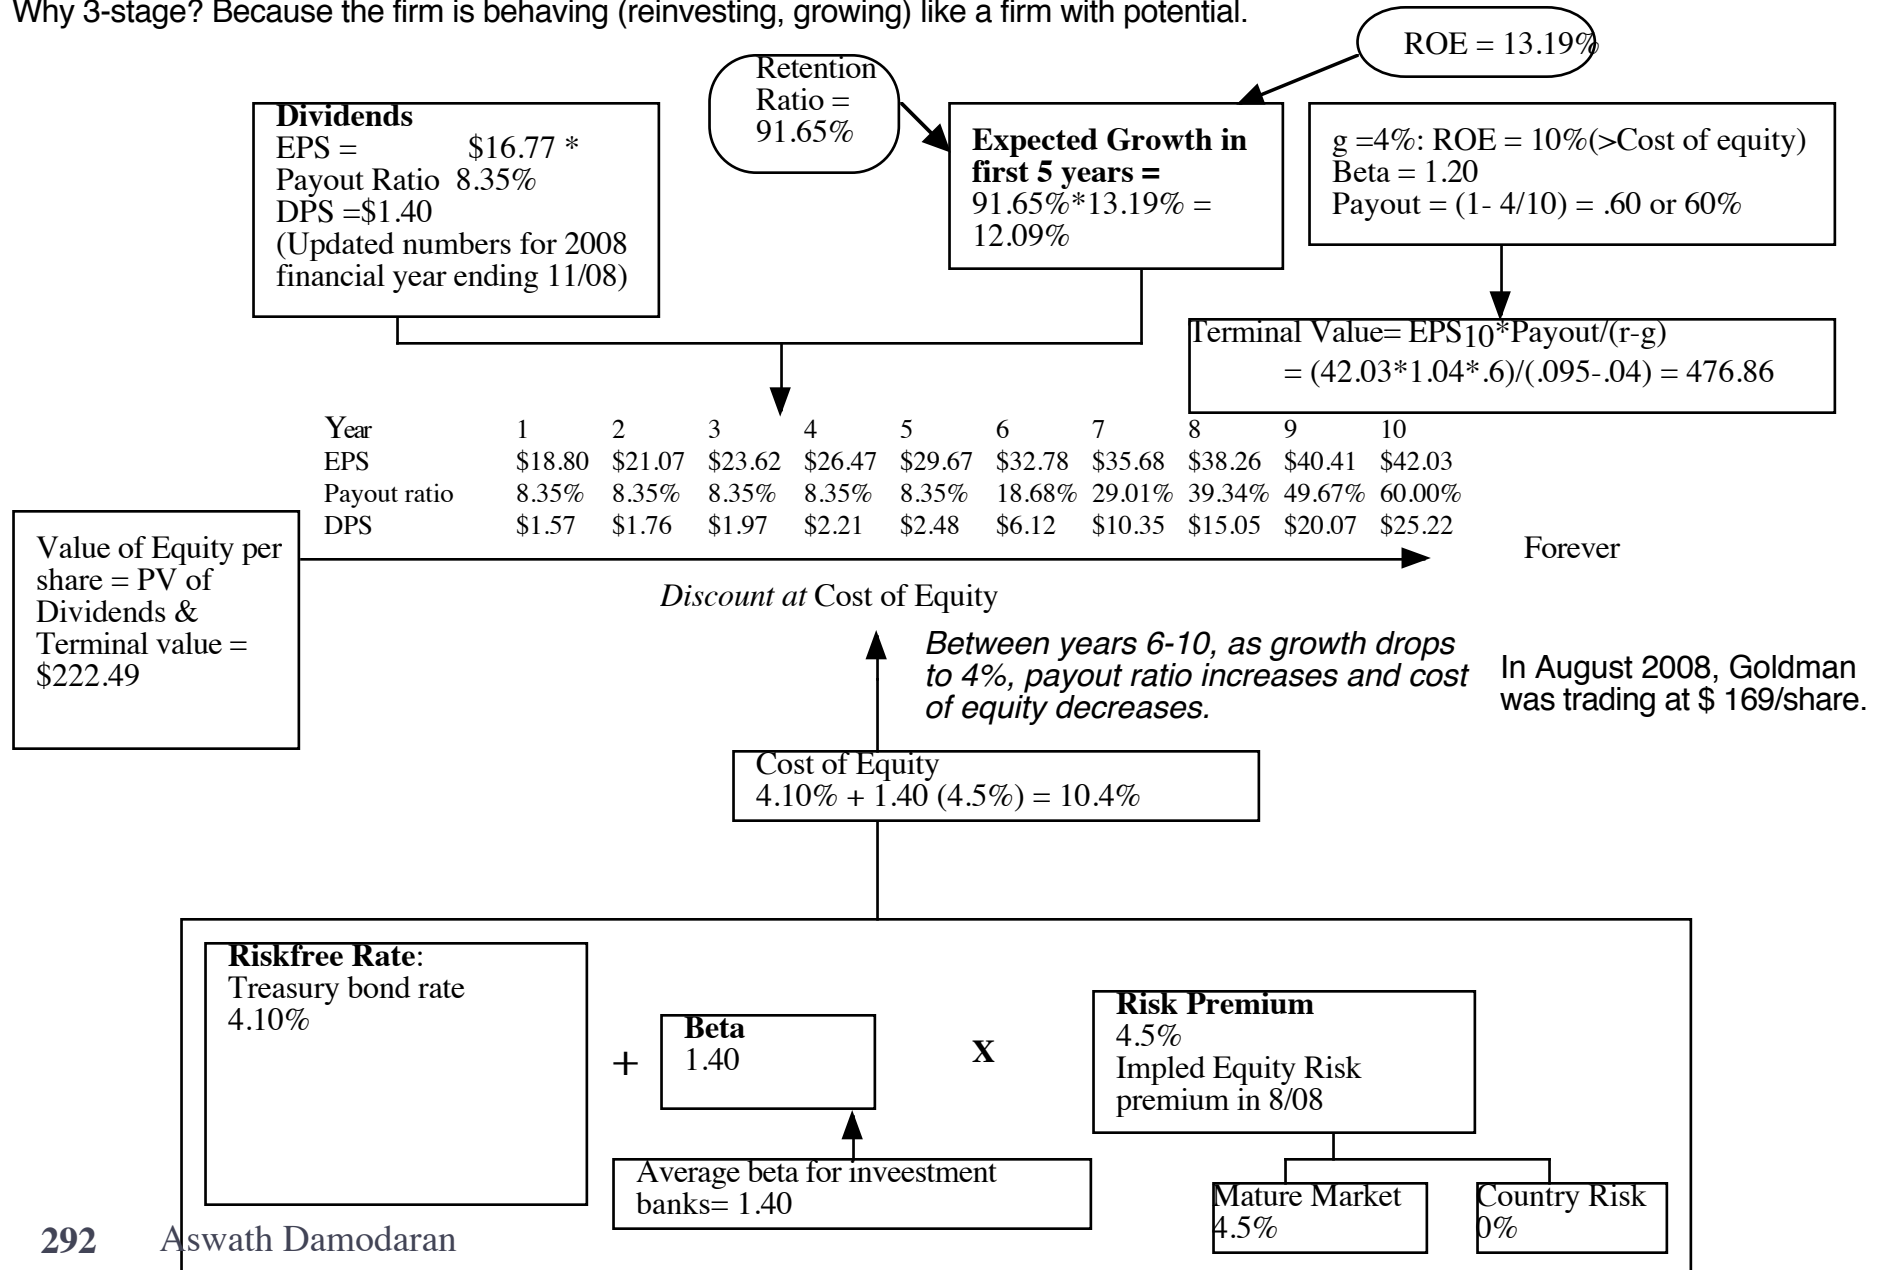 Why 3-stage? Because the firm is behaving (reinvesting, growing) like a firm with potential.
ROE = 13.19%
Retention
Ratio =
91.65%
Dividends
EPS = $16.77 *
Payout Ratio 8.35%
DPS =$1.40
(Updated numbers for 2008
financial year ending 11/08)
Expected Growth in
first 5 years =
91.65%*13.19% =
12.09%
g =4%: ROE = 10%(>Cost of equity)
Beta = 1.20
Payout = (1- 4/10) = .60 or 60%
Terminal Value= EPS10*Payout/(r-g)
= (42.03*1.04*.6)/(.095-.04) = 476.86
Year 1 2 3 4 5 6 7 8 9 10
EPS $18.80 $21.07 $23.62 $26.47 $29.67 $32.78 $35.68 $38.26 $40.41 $42.03
Payout ratio 8.35% 8.35% 8.35% 8.35% 8.35% 18.68% 29.01% 39.34% 49.67% 60.00%
DPS $1.57 $1.76 $1.97 $2.21 $2.48 $6.12 $10.35 $15.05 $20.07 $25.22
Value of Equity per
share = PV of
Dividends &
Terminal value =
$222.49
Forever
Discount at Cost of Equity
Between years 6-10, as growth drops
to 4%, payout ratio increases and cost
of equity decreases.
In August 2008, Goldman
was trading at $ 169/share.
Cost of Equity
4.10% + 1.40 (4.5%) = 10.4%
Riskfree Rate:
Treasury bond rate
4.10%
+
Beta
1.40
X
Risk Premium
4.5%
Impled Equity Risk
premium in 8/08
Average beta for inveestment
banks= 1.40
Mature Market
4.5%
Country Risk
0%
292 Aswath Damodaran